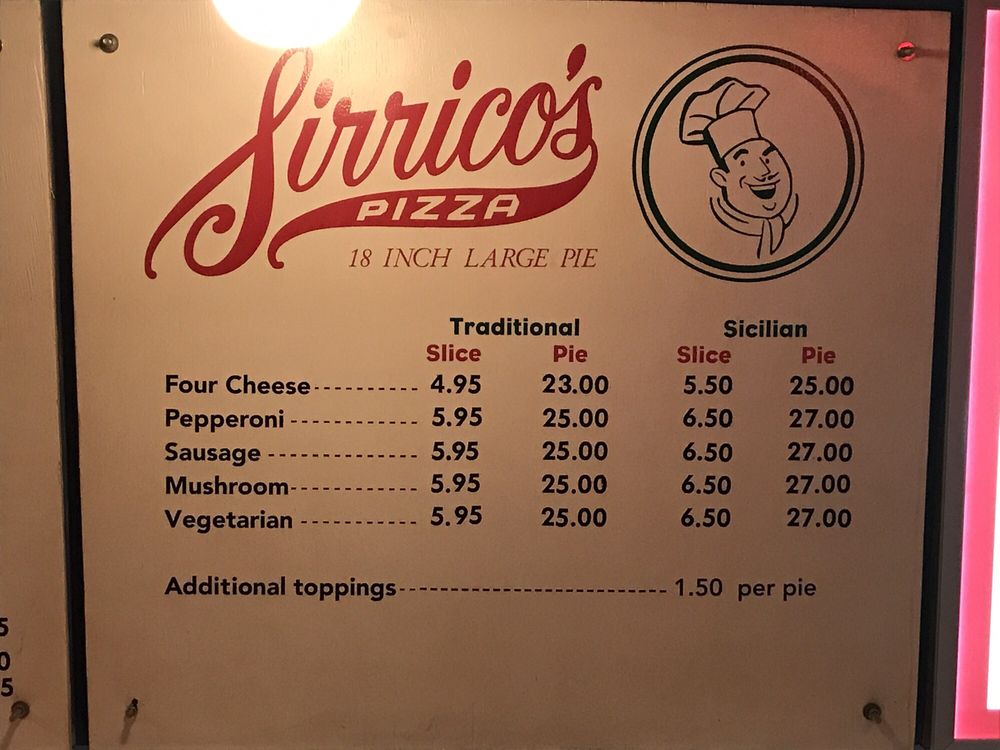 Sirrico's
PIZZA
18 INCH LARGE PIE
Traditional Sicilian
Slice Pie Slice Pie
Four Cheese ---------- 4.95 23.00 5.50 25.00
Pepperoni ------------ 5.95 25.00 6.50 27.00
Sausage -------------- 5.95 25.00 6.50 27.00
Mushroom ------------ 5.95 25.00 6.50 27.00
Vegetarian ----------- 5.95 25.00 6.50 27.00
Additional toppings -------------------------- 1.50 per pie
5
0
5